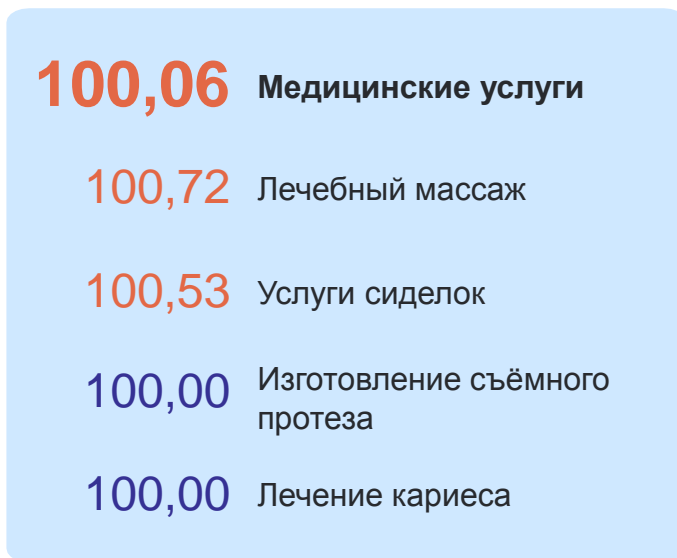 100,06 Медицинские услуги
100,72 Лечебный массаж
100,53 Услуги сиделок
100,00 Изготовление съёмного
протеза
100,00 Лечение кариеса